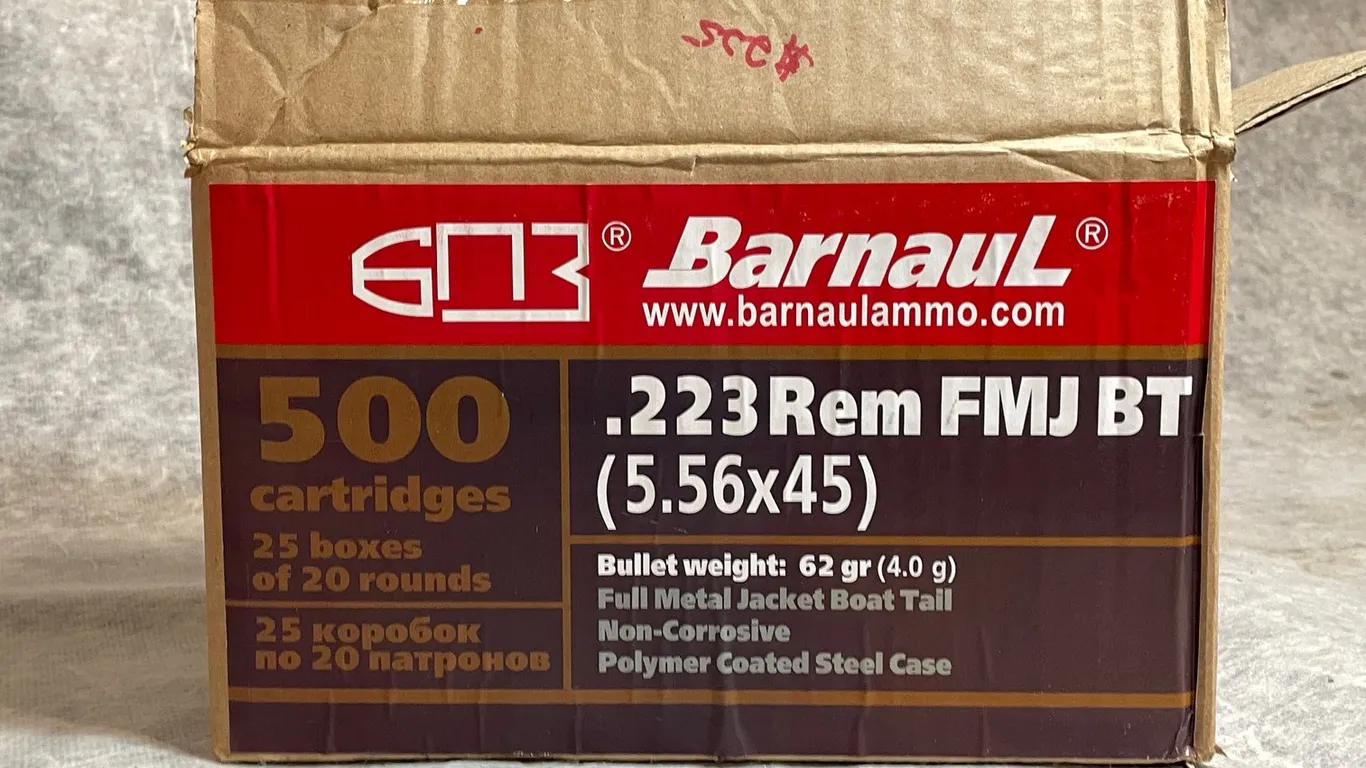 $225
БПЗ® Barnaul®
www.barnaulammo.com
500
cartridges
25 boxes
of 20 rounds
25 коробок
по 20 патронов
.223 Rem FMJ BT
(5.56x45)
Bullet weight: 62 gr (4.0 g)
Full Metal Jacket Boat Tail
Non-Corrosive
Polymer Coated Steel Case